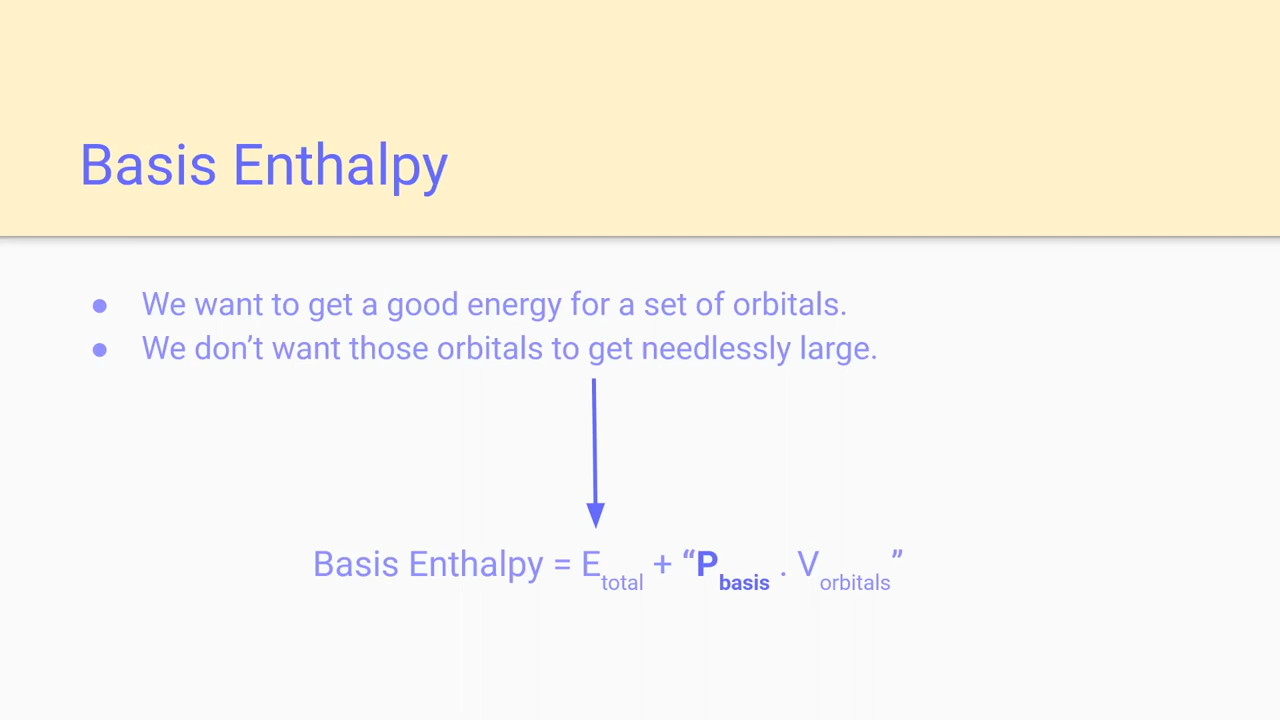 Basis Enthalpy
● We want to get a good energy for a set of orbitals.
● We don’t want those orbitals to get needlessly large.
Basis Enthalpy = E_total + “P_basis . V_orbitals”